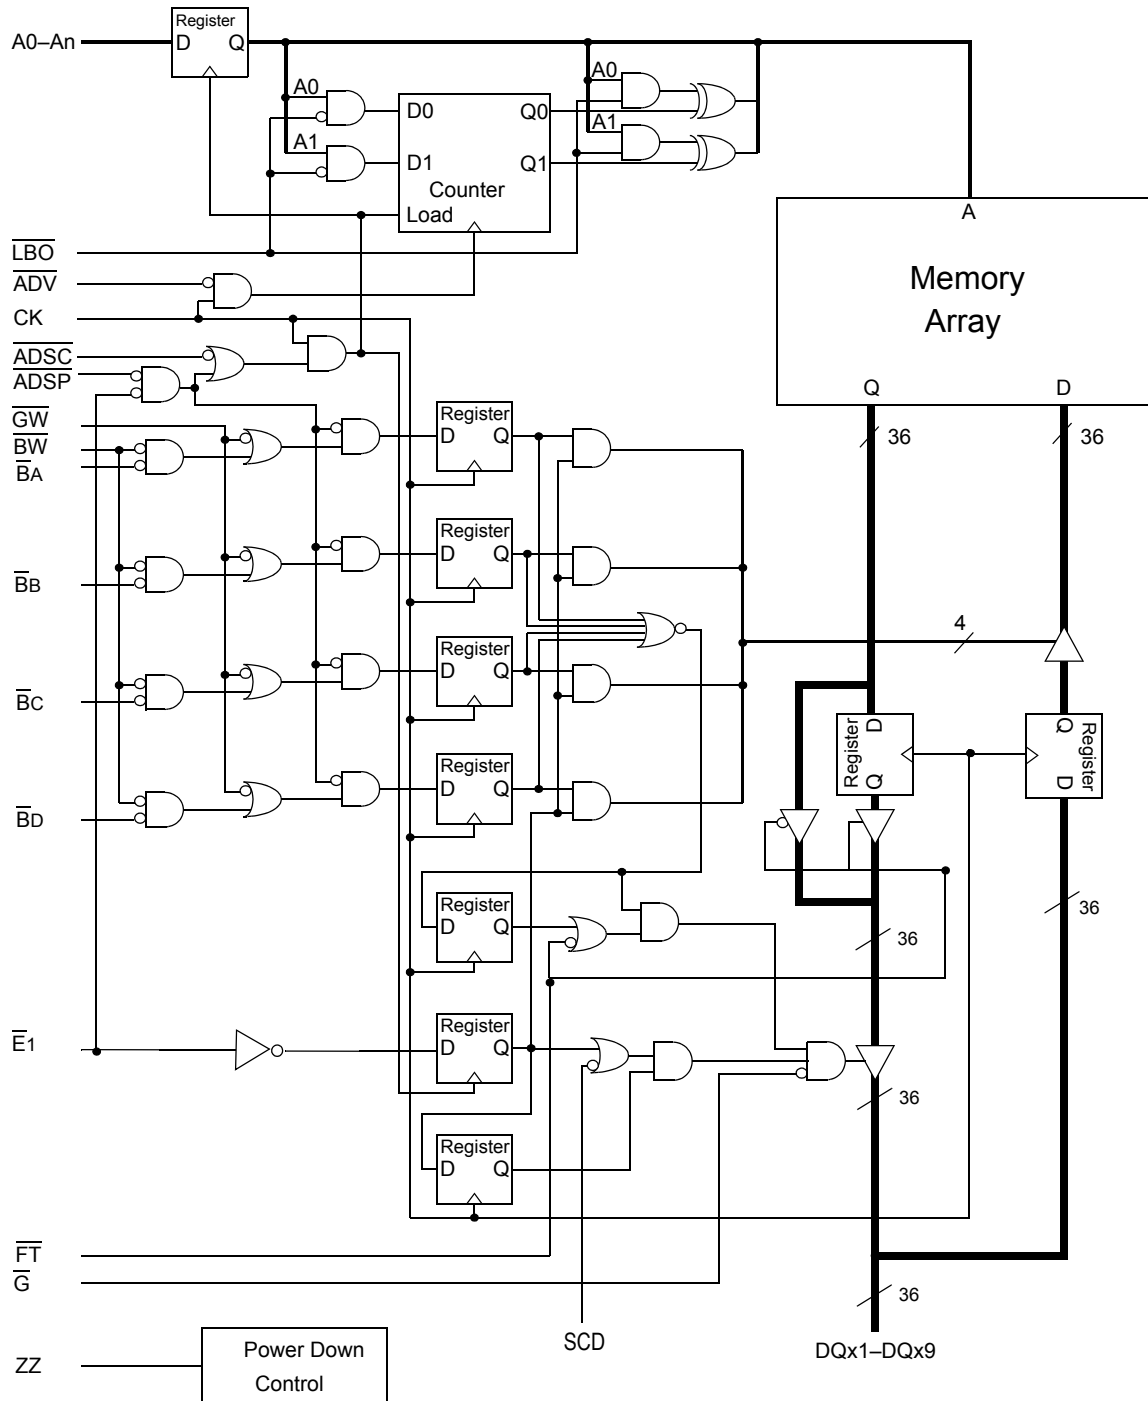 Register
A0–An
D Q
A0
A0
D0 Q0
A1
A1
D1 Q1
Counter
Load
A
LBO
ADV
Memory
Array
CK
ADSC
ADSP
Q D
Register
GW
D Q
36 36
BW
BA
Register
D Q
BB
4
Register
D Q
BC
D
Register
Q
Q
Register
D
Register
D Q
BD
Register
D Q
36
36
Register
D Q
E1
36
Register
D Q
FT
G
36
SCD
DQx1–DQx9
ZZ
Power Down
Control